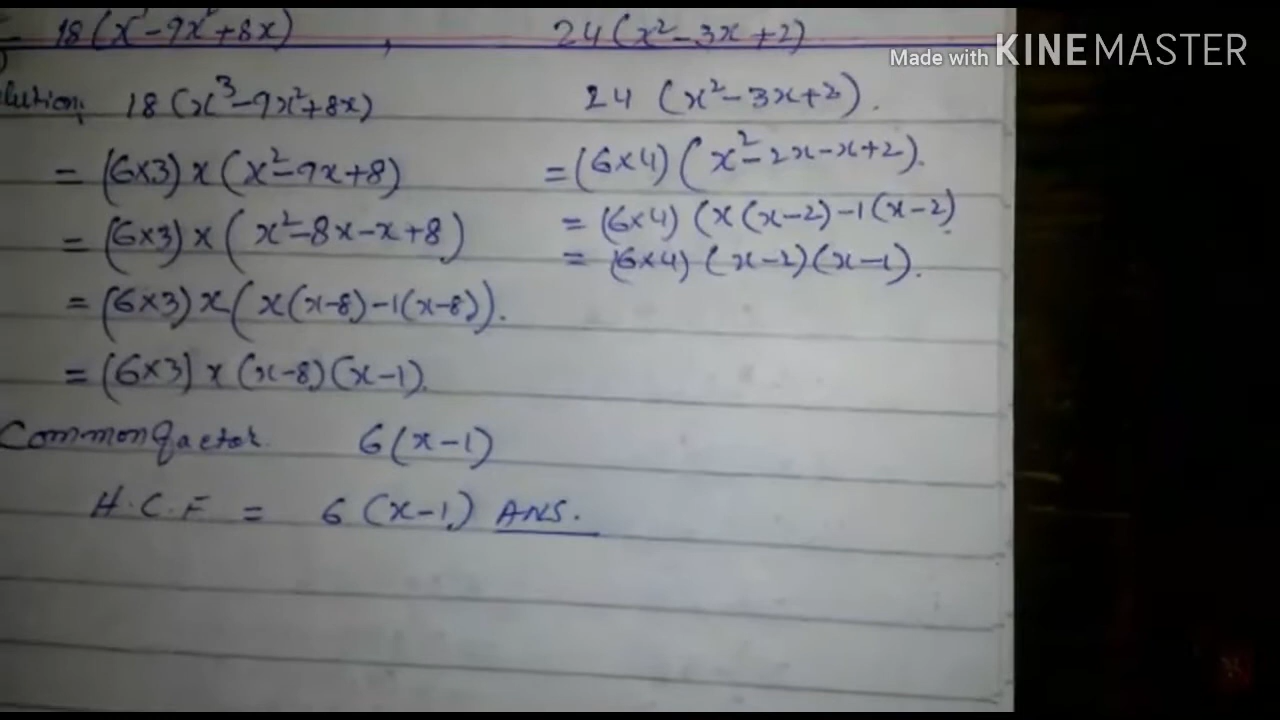 18(x³-9x²+8x) , 24(x²-3x+2)
Made with KINEMASTER
lution; 18(x³-9x²+8x) 24 (x²-3x+2).
= (6×3) x (x²-9x+8) = (6×4) (x²-2x-x+2).
= (6×3) x ( x²-8x-x+8) = (6×4) (x(x-2)-1(x-2)
= (6×3) x ( x(x-8)-1(x-8)). = (6×4) (x-2)(x-1).
= (6×3) x (x-8)(x-1).
Common factor. 6(x-1)
H.C.F = 6 (x-1) ANS.